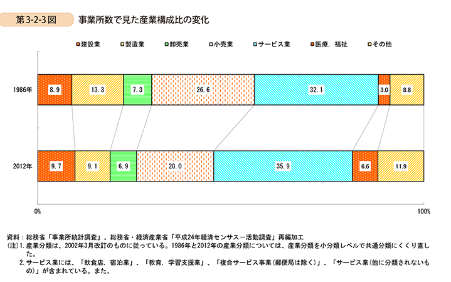 第3-2-3図 事業所数で見た産業構成比の変化
■建設業 ■製造業 ■卸売業 ■小売業 ■サービス業 ■医療,福祉 ■その他
1986年 8.9 13.3 7.3 26.6 32.1 3.0 8.8
2012年 9.7 9.1 6.9 20.0 35.9 6.6 11.9
0% 100%
資料:総務省「事業所統計調査」、総務省・経済産業省「平成24年経済センサス-活動調査」再編加工
(注)1.産業分類は、2002年3月改訂のものに従っている。1986年と2012年の産業分類については、産業分類を小分類レベルで共通分類にくくり直し
た。
2.サービス業には、「飲食店,宿泊業」、「教育,学習支援業」、「複合サービス事業(郵便局は除く)」、「サービス業(他に分類されないも
の)」が含まれている。また、